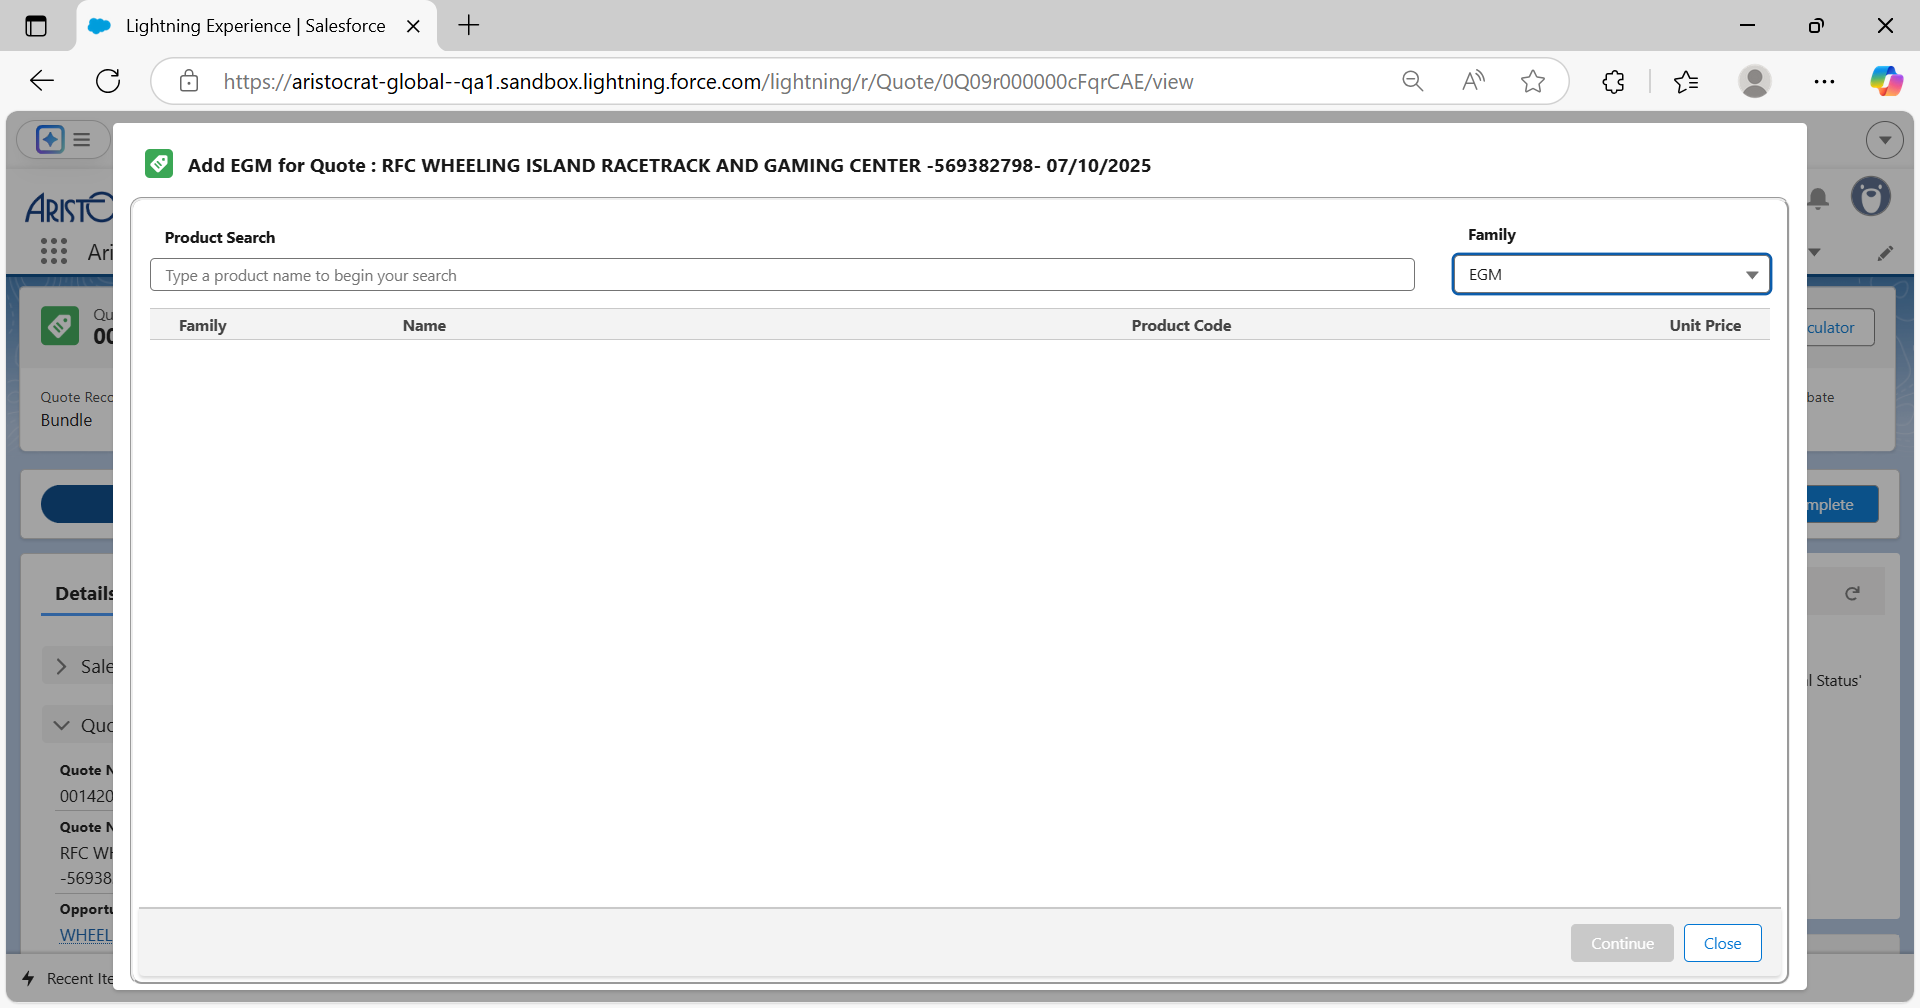 Lightning Experience | Salesforce
https://aristocrat-global--qa1.sandbox.lightning.force.com/lightning/r/Quote/0Q09r000000cFqrCAE/view
Add EGM for Quote : RFC WHEELING ISLAND RACETRACK AND GAMING CENTER -569382798- 07/10/2025
ARISTO
Ari
Product Search
Family
Type a product name to begin your search
EGM
Family Name Product Code Unit Price
Qu
00
culator
Quote Reco
bate
Bundle
mplete
Details
Sale
l Status'
Quo
Quote N
001420
Quote N
RFC WH
-56938
Opportu
WHEEL
Continue
Close
Recent Ite